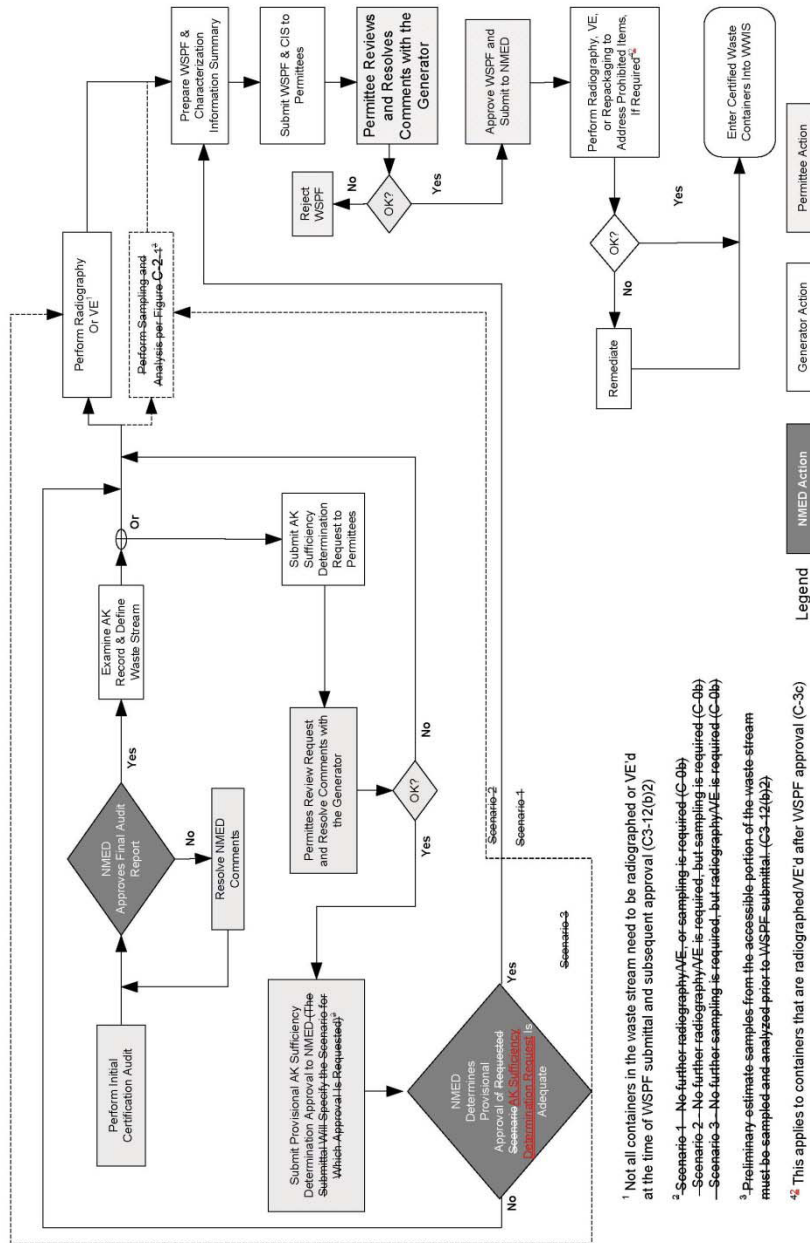 Perform Initial
Certification Audit
NMED
Approves Final Audit
Report
Yes
No
Resolve NMED
Comments
Examine AK
Record & Define
Waste Stream
Or
Submit AK
Sufficiency
Determination
Request to
Permittees
Permittes Review Request
and Resolve Comments with
the Generator
OK?
No
Yes
Submit Provisional AK Sufficiency
Determination Approval to NMED (The
Submittal Will Specify the Scenario for
Which Approval Is Requested)²
NMED
Determines
Provisional
Approval of Requested
Scenario AK Sufficiency
Determination Request Is
Adequate
No
Yes
Scenario 3
Scenario 2
Scenario 1
Perform Radiography
Or VE¹
Perform Sampling and
Analysis per Figure C-2-1³
Prepare WSPF &
Characterization
Information Summary
Submit WSPF & CIS to
Permittees
Permittee Reviews
and Resolves
Comments with the
Generator
OK?
No
Reject
WSPF
Yes
Approve WSPF and
Submit to NMED
Perform Radiography, VE,
or Repackaging to
Address Prohibited Items,
If Required⁴²
OK?
No
Yes
Remediate
Enter Certified Waste
Containers Into WWIS
¹ Not all containers in the waste stream need to be radiographed or VE'd
at the time of WSPF submittal and subsequent approval (C3-12(b)2)
² Scenario 1 - No further radiography/VE, or sampling is required (C-0b)
Scenario 2 - No further radiography/VE is required, but sampling is required (C-0b)
Scenario 3 - No further sampling is required, but radiography/VE is required (C-0b)
³ Preliminary estimate samples from the accessible portion of the waste stream
must be sampled and analyzed prior to WSPF submittal. (C3-12(b)2)
⁴² This applies to containers that are radiographed/VE'd after WSPF approval (C-3c)
Legend
NMED Action
Generator Action
Permittee Action